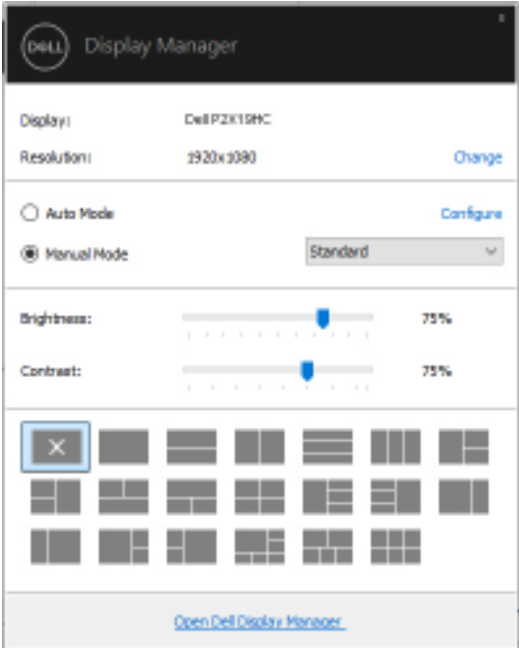 DELL Display Manager
Display: Dell P2X19HC
Resolution: 1920x1080 Change
Auto Mode Configure
Manual Mode Standard
Brightness: 75%
Contrast: 75%
Open Dell Display Manager